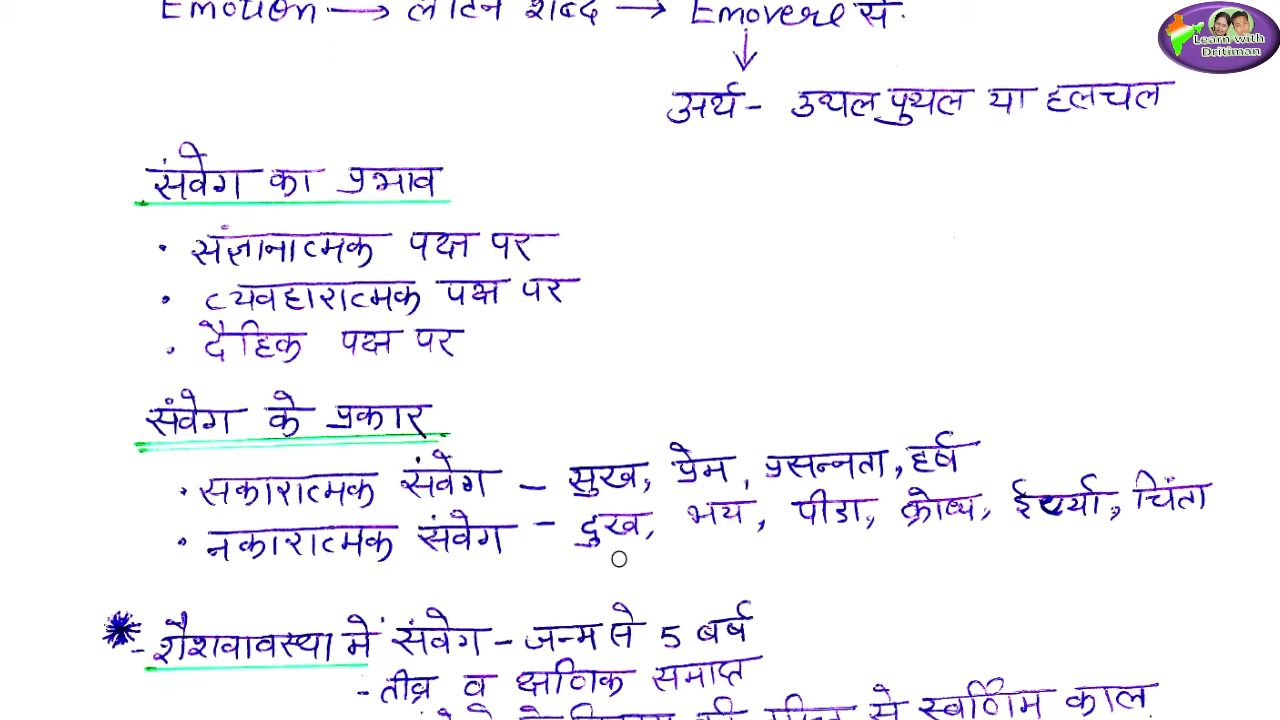 Emotion → लैटिन शब्द → Emovere से
Learn with
Dritiman
↓
अर्थ - उथल पुथल या हलचल
संवेग का प्रभाव
· संज्ञानात्मक पक्ष पर
· व्यवहारात्मक पक्ष पर
· दैहिक पक्ष पर
संवेग के प्रकार
· सकारात्मक संवेग - सुख, प्रेम, प्रसन्नता, हर्ष
· नकारात्मक संवेग - दुख, भय, पीडा, क्रोध, ईर्ष्या, चिंता
* - शैशवावस्था में संवेग - जन्म से 5 बर्ष
- तीव्र व क्षणिक समाप्त
से स्वर्णिम काल